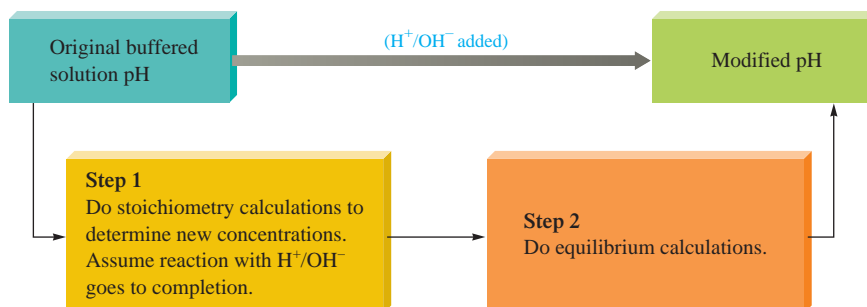 Original buffered
solution pH
(H⁺/OH⁻ added)
Modified pH
Step 1
Do stoichiometry calculations to
determine new concentrations.
Assume reaction with H⁺/OH⁻
goes to completion.
Step 2
Do equilibrium calculations.